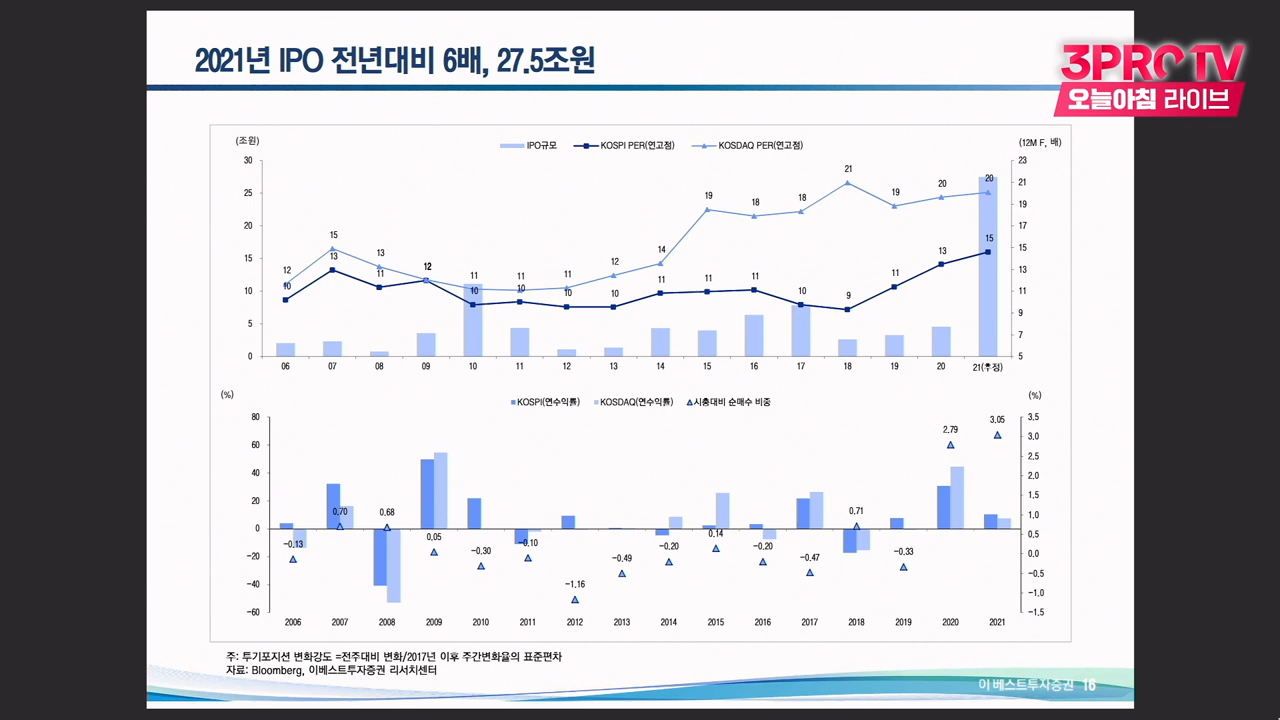 2021년 IPO 전년대비 6배, 27.5조원
3PRO TV
오늘아침 라이브
(조원)
IPO규모 KOSPI PER(연고점) KOSDAQ PER(연고점)
(12M F, 배)
30 25 20 15 10 5 0
23 21 19 17 15 13 11 9 7 5
12 15 13 12 11 11 11 12 14 19 18 18 21 19 20 20
10 13 11 12 10 10 10 10 11 11 11 10 9 11 13 15
06 07 08 09 10 11 12 13 14 15 16 17 18 19 20 21(추정)
(%)
KOSPI(연수익률) KOSDAQ(연수익률) 시총대비 순매수 비중
(%)
80 60 40 20 0 -20 -40 -60
3.5 3.0 2.5 2.0 1.5 1.0 0.5 0.0 -0.5 -1.0 -1.5
-0.13 0.70 0.68 0.05 -0.30 -0.10 -1.16 -0.49 -0.20 0.14 -0.20 -0.47 0.71 -0.33 2.79 3.05
2006 2007 2008 2009 2010 2011 2012 2013 2014 2015 2016 2017 2018 2019 2020 2021
주: 투기포지션 변화강도 =전주대비 변화/2017년 이후 주간변화율의 표준편차
자료: Bloomberg, 이베스트투자증권 리서치센터
이베스트투자증권 16